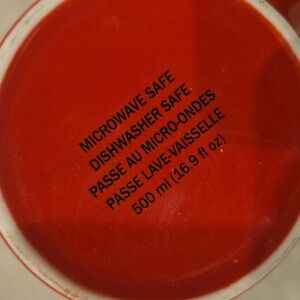 MICROWAVE SAFE
DISHWASHER SAFE
PASSE AU MICRO-ONDES
PASSE LAVE-VAISSELLE
500 ml (16.9 fl oz)